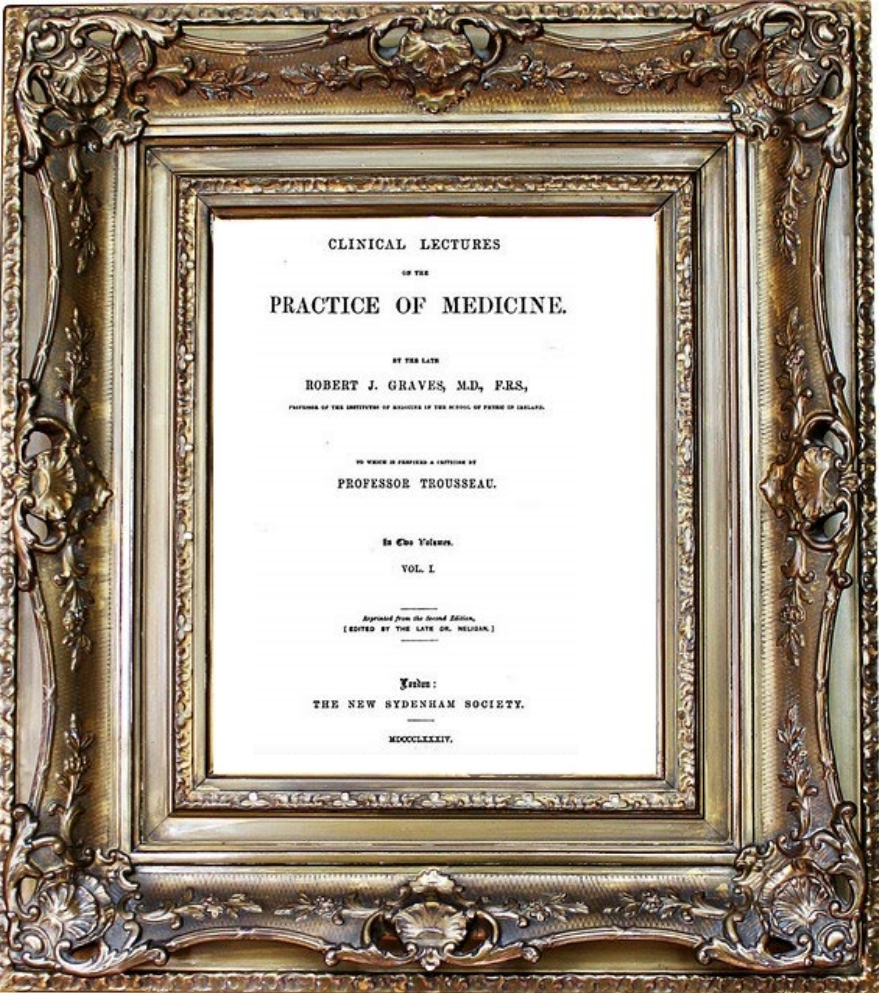 CLINICAL LECTURES
ON THE
PRACTICE OF MEDICINE.
BY THE LATE
ROBERT J. GRAVES, M.D., F.R.S.,
PROFESSOR OF THE INSTITUTES OF MEDICINE IN THE SCHOOL OF PHYSIC IN IRELAND.
TO WHICH IS PREFIXED A CRITICISM BY
PROFESSOR TROUSSEAU.
In Two Volumes.
VOL. I.
Reprinted from the Second Edition,
[EDITED BY THE LATE DR. NELIGAN.]
London:
THE NEW SYDENHAM SOCIETY.
MDCCCLXXXIV.